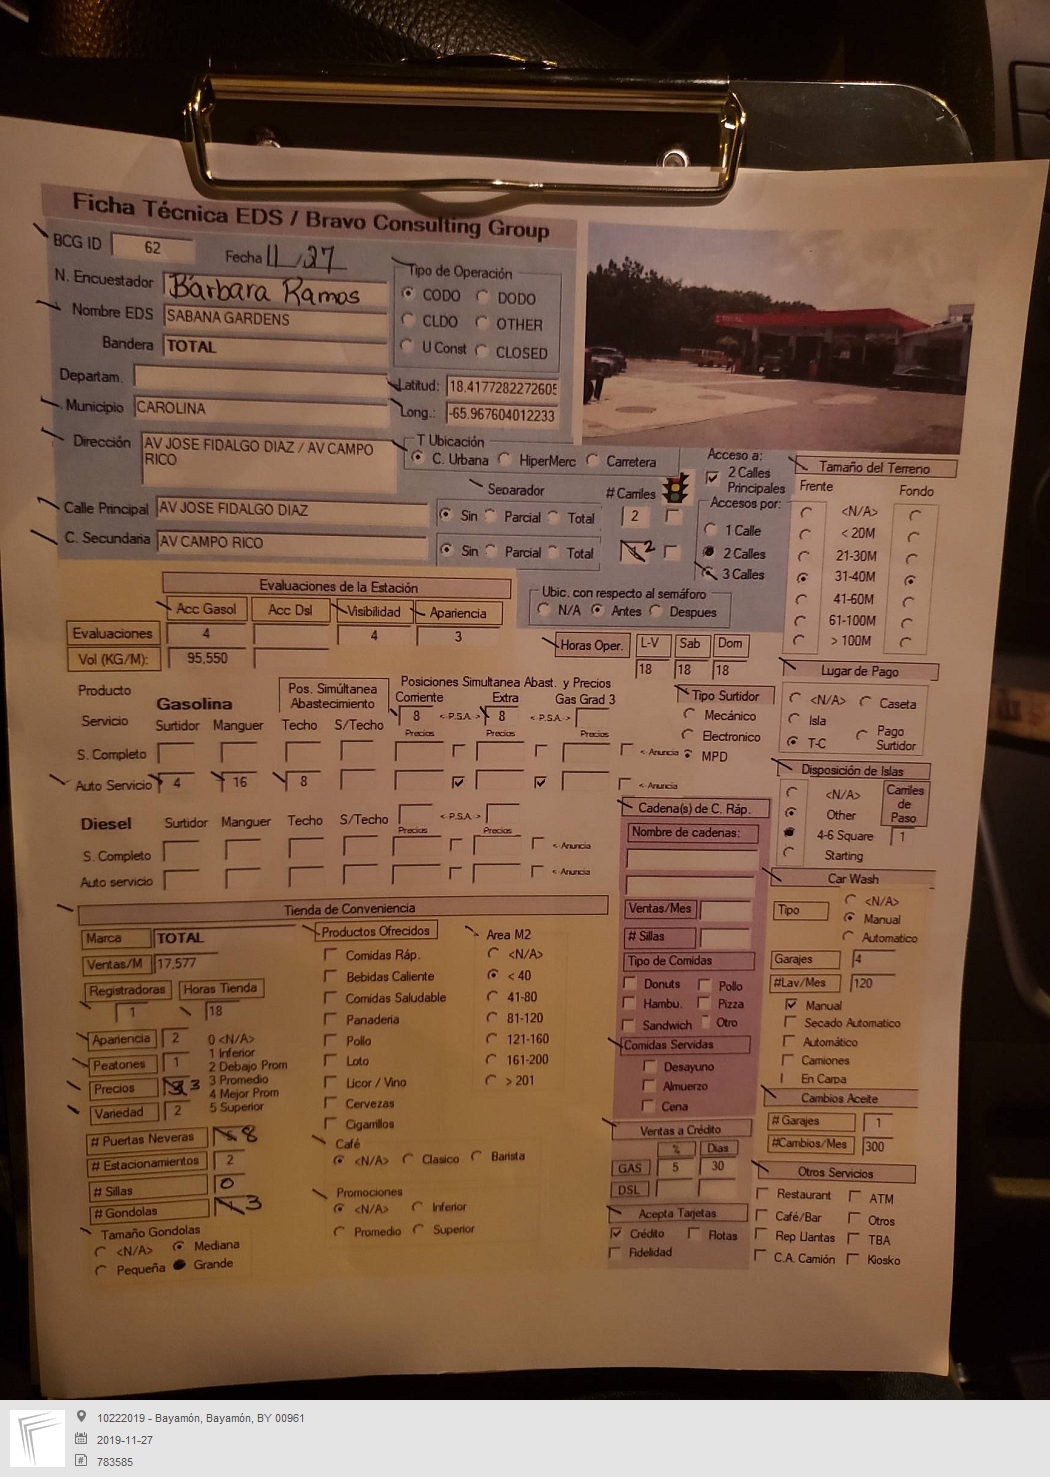 Ficha Técnica EDS / Bravo Consulting Group
BCG ID 62 Fecha 11/27
N. Encuestador Bárbara Ramos
Nombre EDS SABANA GARDENS
Bandera TOTAL
Departam.
Municipio CAROLINA
Dirección AV JOSE FIDALGO DIAZ / AV CAMPO
RICO
Calle Principal AV JOSE FIDALGO DIAZ
C. Secundaria AV CAMPO RICO
Tipo de Operación
CODO DODO
CLDO OTHER
U Const CLOSED
Latitud: 18.4177282272605
Long.: -65.967604012233
T Ubicación
C. Urbana HiperMerc Carretera
Separador # Carriles
Sin Parcial Total 2
Sin Parcial Total 2
Acceso a:
2 Calles
Principales
Accesos por:
1 Calle
2 Calles
3 Calles
Ubic. con respecto al semáforo
N/A Antes Despues
Tamaño del Terreno
Frente Fondo
<N/A>
< 20M
21-30M
31-40M
41-60M
61-100M
> 100M
Evaluaciones de la Estación
Acc Gasol Acc Dsl Visibilidad Apariencia
Evaluaciones 4 4 3
Vol (KG/M): 95,550
Horas Oper. L-V Sab Dom
18 18 18
Lugar de Pago
<N/A> Caseta
Isla Pago
Surtidor
T-C
Producto
Servicio
Gasolina
Surtidor Manguer
Pos. Simúltanea
Abastecimiento
Techo S/Techo
Posiciones Simultanea Abast. y Precios
Corriente Extra Gas Grad 3
8 <-P.S.A.-> 8 <-P.S.A.->
Precios Precios Precios
S. Completo <-Anuncia
Auto Servicio 4 16 8 <-Anuncia
Tipo Surtidor
Mecánico
Electronico
MPD
Diesel Surtidor Manguer Techo S/Techo <-P.S.A.->
Precios Precios
S. Completo <-Anuncia
Auto servicio <-Anuncia
Disposición de Islas
<N/A>
Other
4-6 Square
Starting
Carriles
de
Paso
1
Cadena(s) de C. Ráp.
Nombre de cadenas:
Ventas/Mes
# Sillas
Tipo de Comidas
Donuts Pollo
Hambu. Pizza
Sandwich Otro
Comidas Servidas
Desayuno
Almuerzo
Cena
Car Wash
Tipo <N/A>
Manual
Automatico
Garajes 4
#Lav/Mes 120
Manual
Secado Automatico
Automático
Camiones
En Carpa
Cambios Aceite
# Garajes 1
#Cambios/Mes 300
Tienda de Conveniencia
Marca TOTAL
Ventas/M 17,577
Registradoras Horas Tienda
1 18
Apariencia 2
Peatones 1
Precios 3
Variedad 2
0 <N/A>
1 Inferior
2 Debajo Prom
3 Promedio
4 Mejor Prom
5 Superior
# Puertas Neveras 8
# Estacionamientos 2
# Sillas 0
# Gondolas 3
Tamaño Gondolas
<N/A> Mediana
Pequeña Grande
Productos Ofrecidos
Comidas Ráp.
Bebidas Caliente
Comidas Saludable
Panaderia
Pollo
Loto
Licor / Vino
Cervezas
Cigarrillos
Area M2
<N/A>
< 40
41-80
81-120
121-160
161-200
> 201
Café
<N/A> Clasico Barista
Promociones
<N/A> Inferior
Promedio Superior
Ventas a Crédito
% Dias
GAS 5 30
DSL
Acepta Tarjetas
Crédito Flotas
Fidelidad
Otros Servicios
Restaurant ATM
Café/Bar Otros
Rep Llantas TBA
C.A. Camión Kiosko
10222019 - Bayamón, Bayamón, BY 00961
2019-11-27
783585